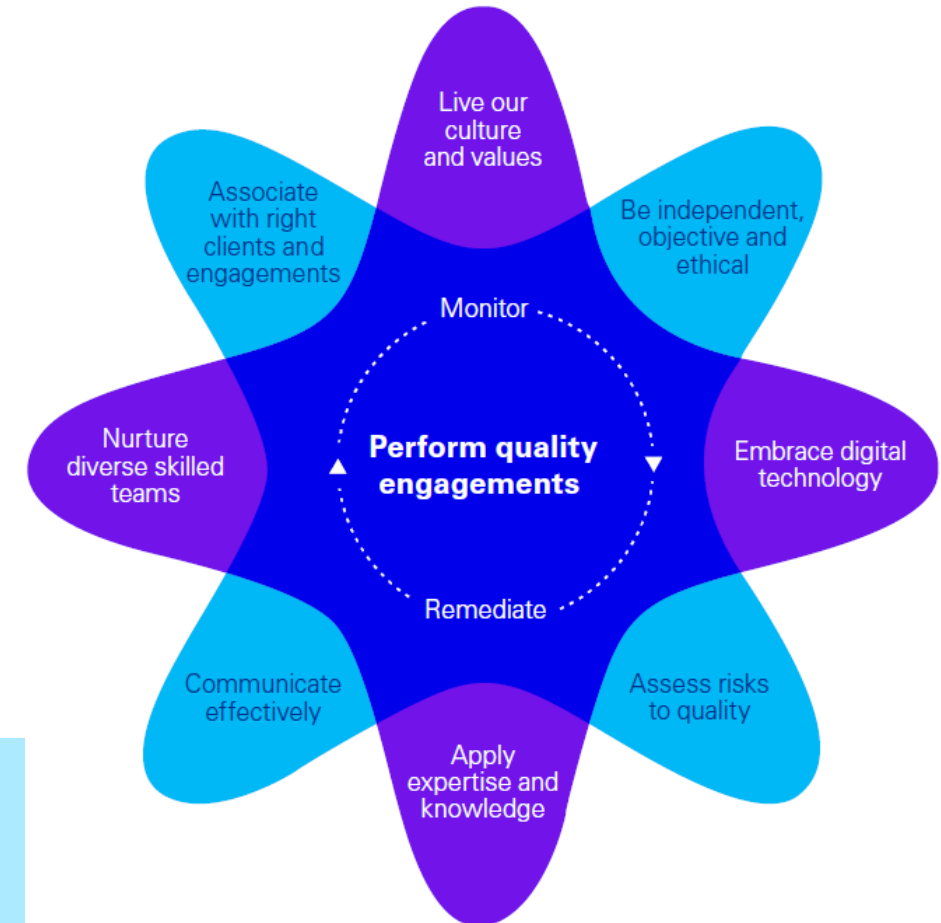 Live our
culture
and values
Associate
with right
clients and
engagements
Be independent,
objective and
ethical
Monitor
Nurture
diverse skilled
teams
Perform quality
engagements
Embrace digital
technology
Remediate
Communicate
effectively
Assess risks
to quality
Apply
expertise and
knowledge